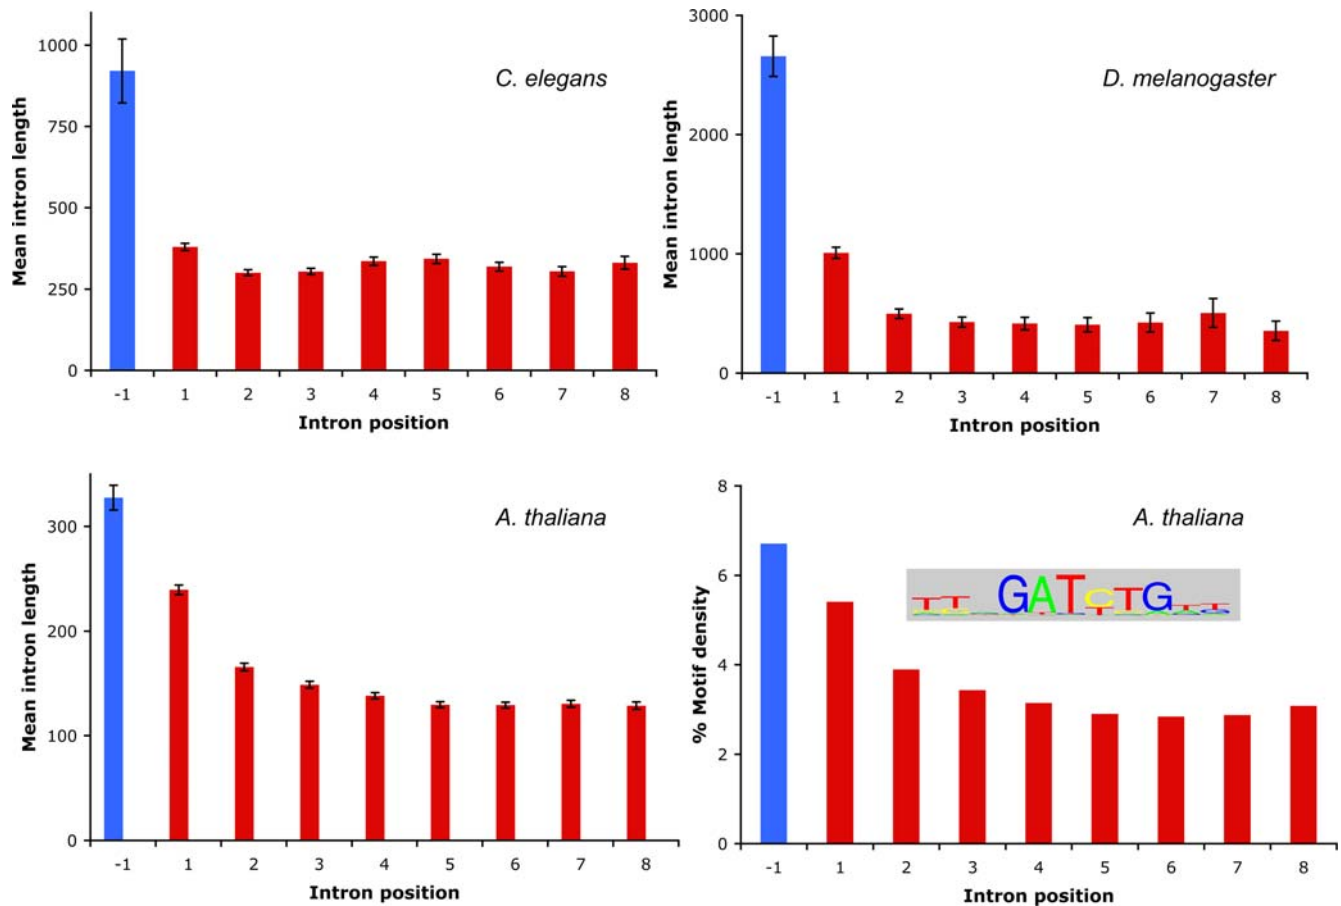 C. elegans
Mean intron length
1000
750
500
250
0
-1 1 2 3 4 5 6 7 8
Intron position
D. melanogaster
Mean intron length
3000
2000
1000
0
-1 1 2 3 4 5 6 7 8
Intron position
A. thaliana
Mean intron length
300
200
100
0
-1 1 2 3 4 5 6 7 8
Intron position
A. thaliana
% Motif density
8
6
4
2
0
TT GATCTG
-1 1 2 3 4 5 6 7 8
Intron position